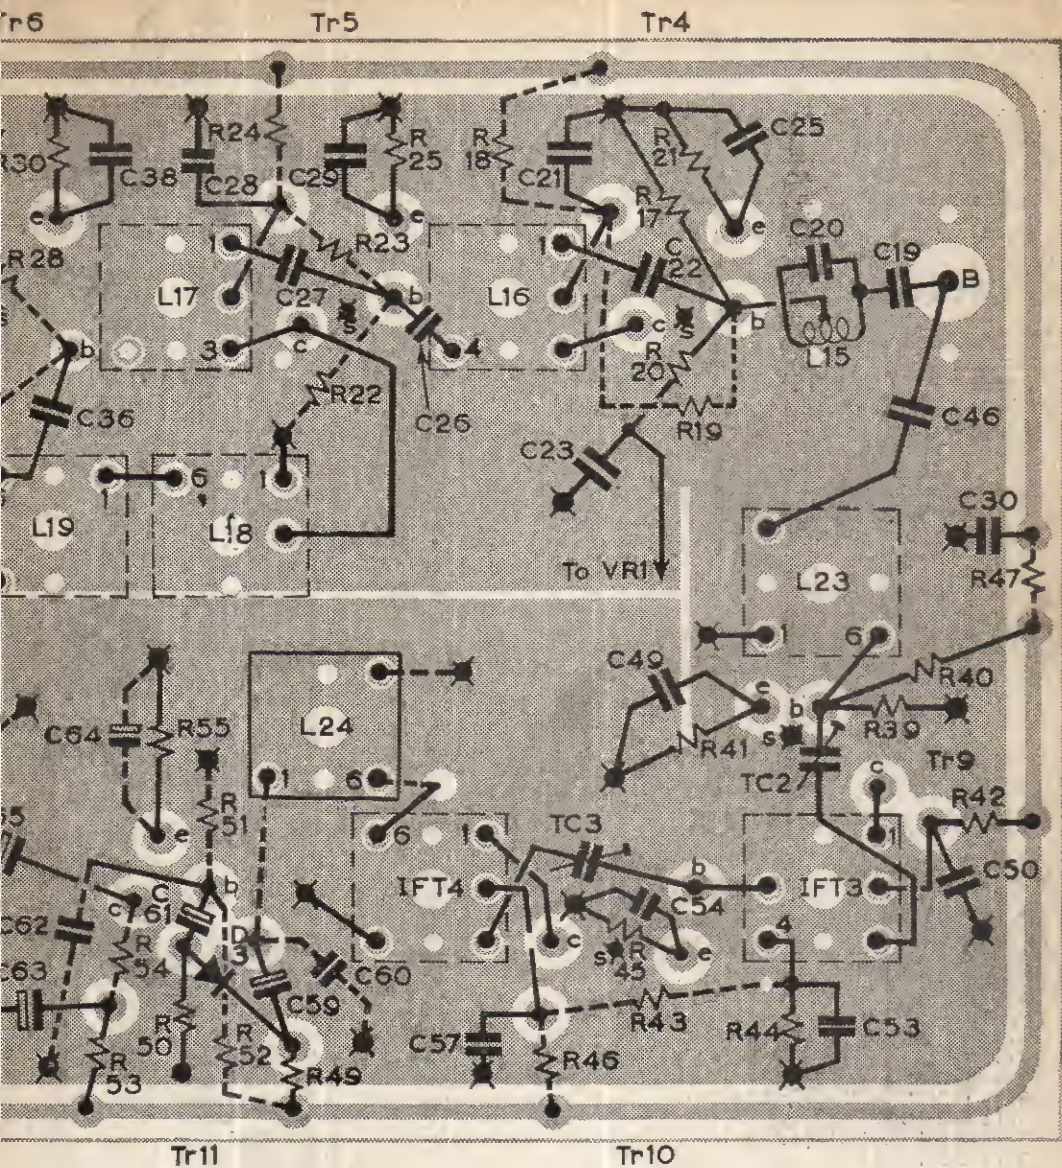 Tr6 Tr5 Tr4
R30 C38 R24 C28 C29 R 25 R 18 C21 R 21 C25
R 17
e e e
R28 1 R23 1 C 22 C20 C19
L17 C27 s b L16 c s b B
b 3 c 4 R 20 L15
C36 R22 C26 R19 C46
C23
1 6 1
L19 L18 C30
To VR1 L23 R47
1 6
C49 e b R40
C64 R55 L24 R41 s R39
1 6 TC2 Tr9
c
R 51 6 1 TC3 1 R42
e
b IFT4 b IFT3 C50
c C 61 C54
C62 R 54 D 3 c s R 45 e 4
C63 C60
C59
R 50 R 52 C57 R43 R44 C53
R 53 R49 R46
Tr11 Tr10